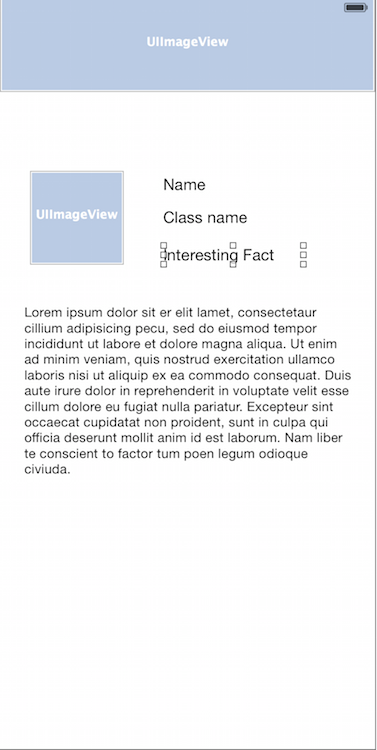 UIImageView
UIImageView
Name
Class name
Interesting Fact
Lorem ipsum dolor sit er elit lamet, consectetaur
cillium adipisicing pecu, sed do eiusmod tempor
incididunt ut labore et dolore magna aliqua. Ut enim
ad minim veniam, quis nostrud exercitation ullamco
laboris nisi ut aliquip ex ea commodo consequat. Duis
aute irure dolor in reprehenderit in voluptate velit esse
cillum dolore eu fugiat nulla pariatur. Excepteur sint
occaecat cupidatat non proident, sunt in culpa qui
officia deserunt mollit anim id est laborum. Nam liber
te conscient to factor tum poen legum odioque
civiuda.